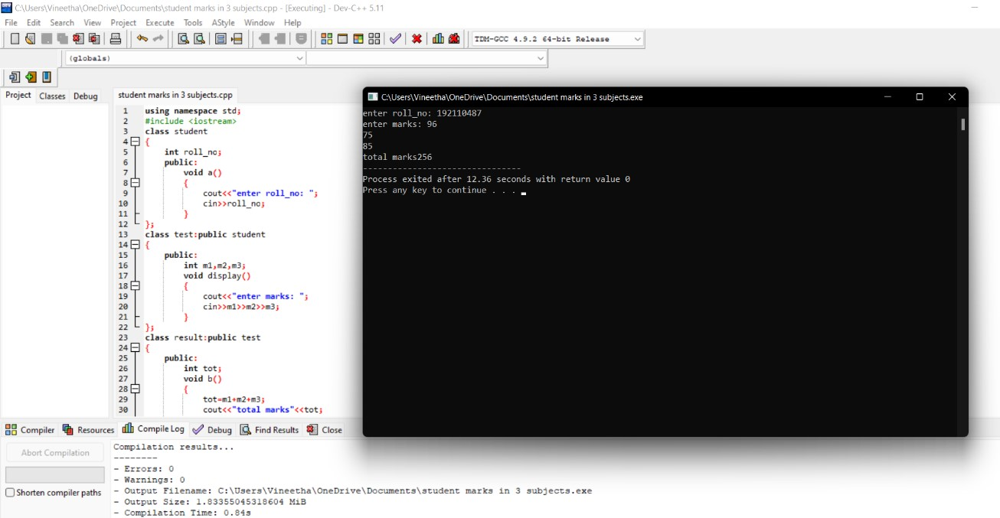 C:\Users\Vineetha\OneDrive\Documents\student marks in 3 subjects.cpp - [Executing] - Dev-C++ 5.11
File Edit Search View Project Execute Tools AStyle Window Help
TDM-GCC 4.9.2 64-bit Release
(globals)
Project Classes Debug
student marks in 3 subjects.cpp
1 using namespace std;
2 #include <iostream>
3 class student
4 {
5 int roll_no;
6 public:
7 void a()
8 {
9 cout<<"enter roll_no: ";
10 cin>>roll_no;
11 }
12 };
13 class test:public student
14 {
15 public:
16 int m1,m2,m3;
17 void display()
18 {
19 cout<<"enter marks: ";
20 cin>>m1>>m2>>m3;
21 }
22 };
23 class result:public test
24 {
25 public:
26 int tot;
27 void b()
28 {
29 tot=m1+m2+m3;
30 cout<<"total marks"<<tot;
C:\Users\Vineetha\OneDrive\Documents\student marks in 3 subjects.exe
enter roll_no: 192110487
enter marks: 96
75
85
total marks256
--------------------------------
Process exited after 12.36 seconds with return value 0
Press any key to continue . . .
Compiler Resources Compile Log Debug Find Results Close
Abort Compilation
Shorten compiler paths
Compilation results...
--------
- Errors: 0
- Warnings: 0
- Output Filename: C:\Users\Vineetha\OneDrive\Documents\student marks in 3 subjects.exe
- Output Size: 1.83355045318604 MiB
- Compilation Time: 0.84s